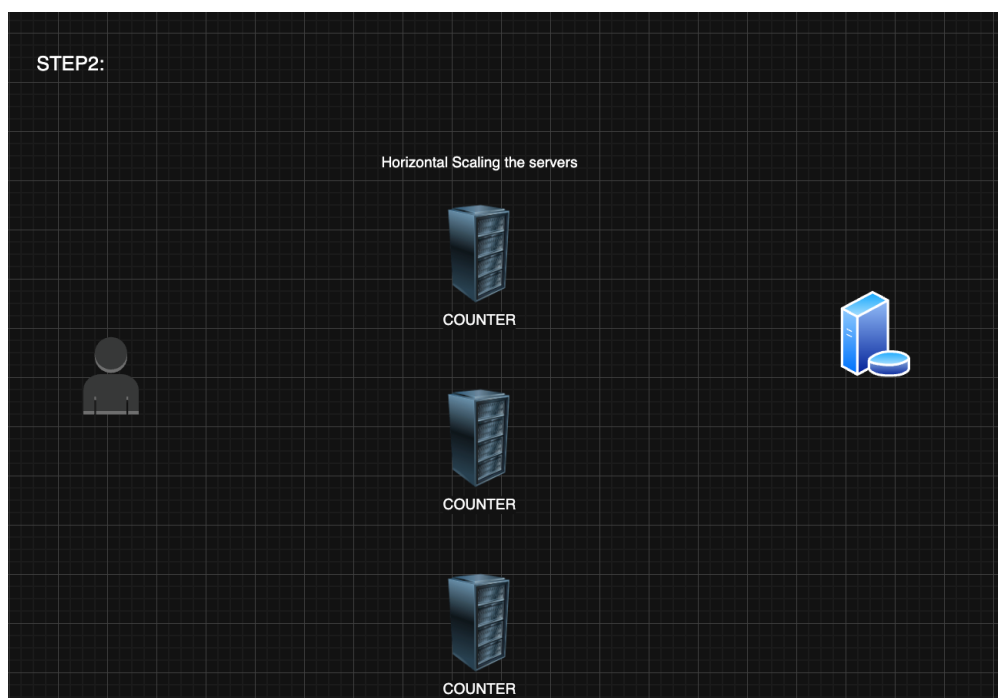 STEP2:
Horizontal Scaling the servers
COUNTER
COUNTER
COUNTER